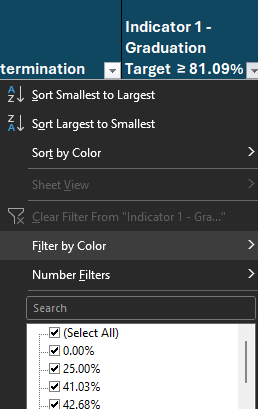 Indicator 1 -
Graduation
termination Target ≥ 81.09%
Sort Smallest to Largest
Sort Largest to Smallest
Sort by Color
Sheet View
Clear Filter From "Indicator 1 - Gra..."
Filter by Color
Number Filters
Search
(Select All)
0.00%
25.00%
41.03%
42.68%